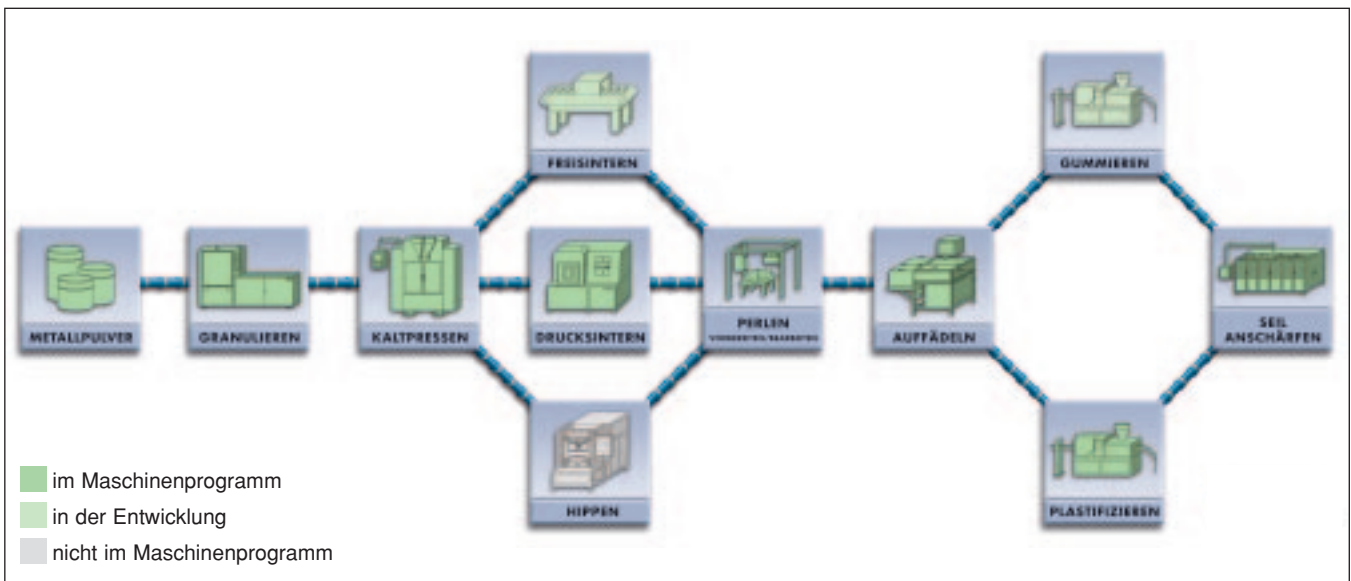 FREISINTERN
GUMMIEREN
METALLPULVER
GRANULIEREN
KALTPRESSEN
DRUCKSINTERN
PERLEN
AUFFÄDELN
SEIL
ANSCHÄRFEN
HIPPEN
PLASTIFIZIEREN
im Maschinenprogramm
in der Entwicklung
nicht im Maschinenprogramm